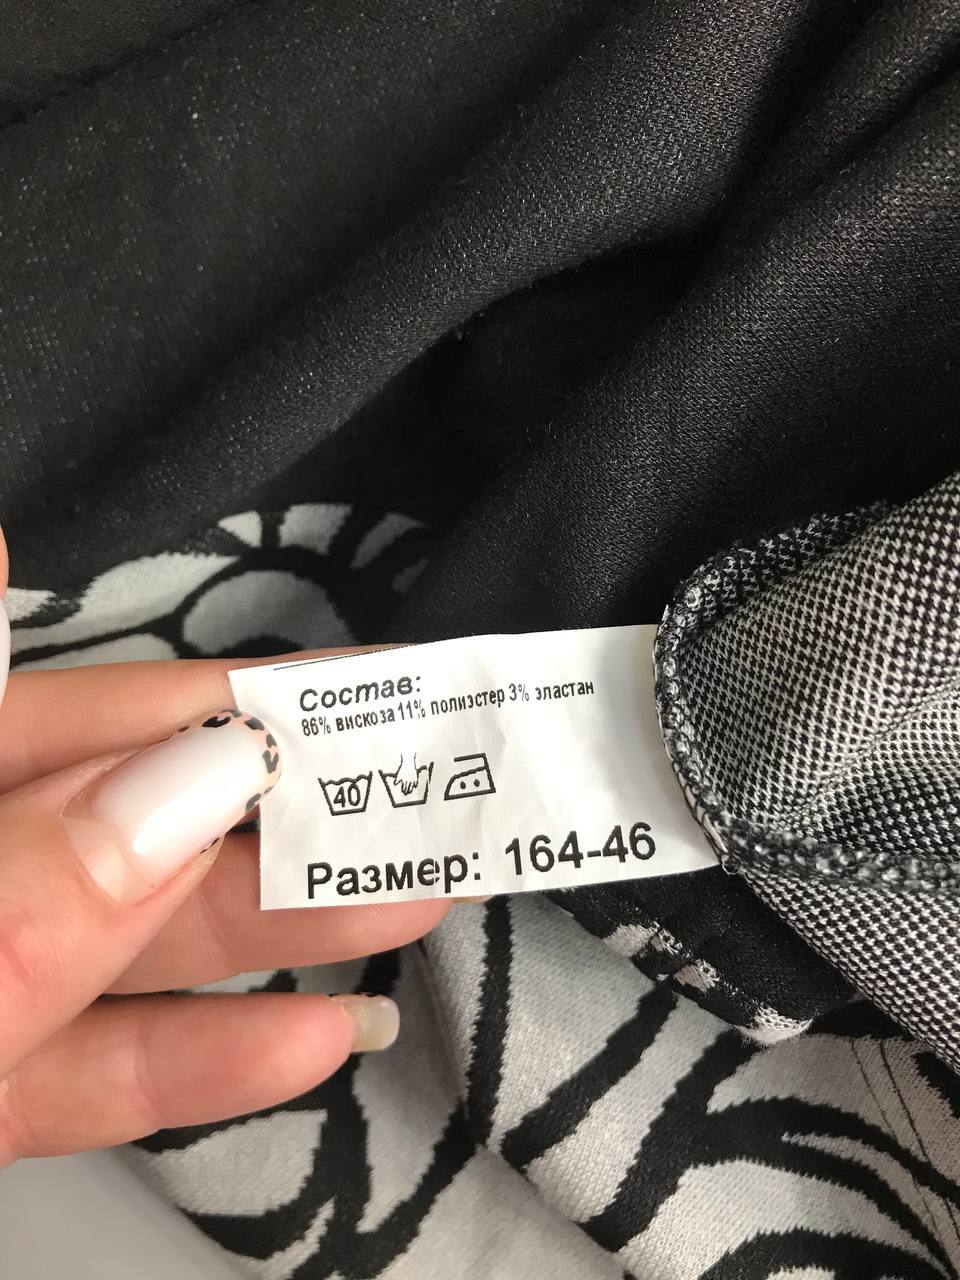 Состав:
86% вискоза 11% полиэстер 3% эластан
40
Размер: 164-46